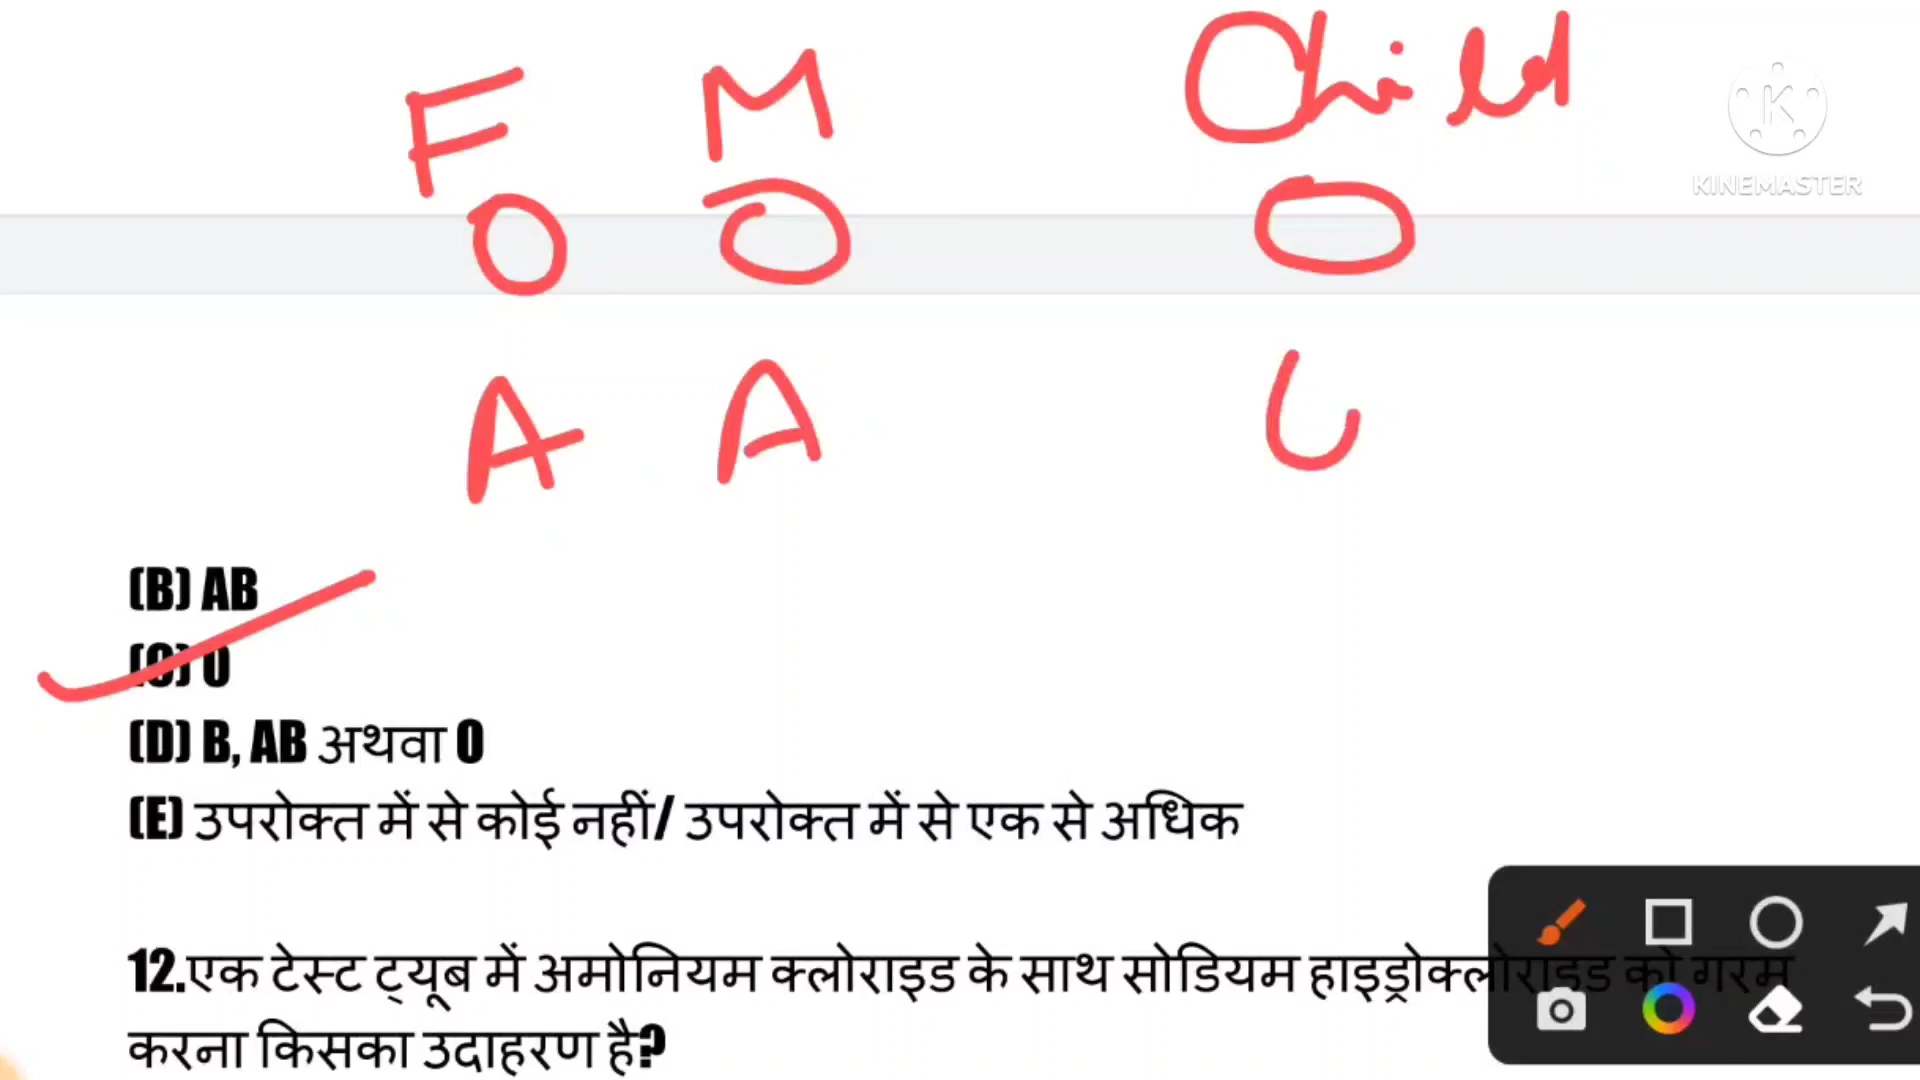 F M Child
KINEMASTER
O O O
A A
(B) AB
(C) O
(D) B, AB अथवा O
(E) उपरोक्त में से कोई नहीं/ उपरोक्त में से एक से अधिक
12.एक टेस्ट ट्यूब में अमोनियम क्लोराइड के साथ सोडियम हाइड्रोक्लोराइड को गरम
करना किसका उदाहरण है?